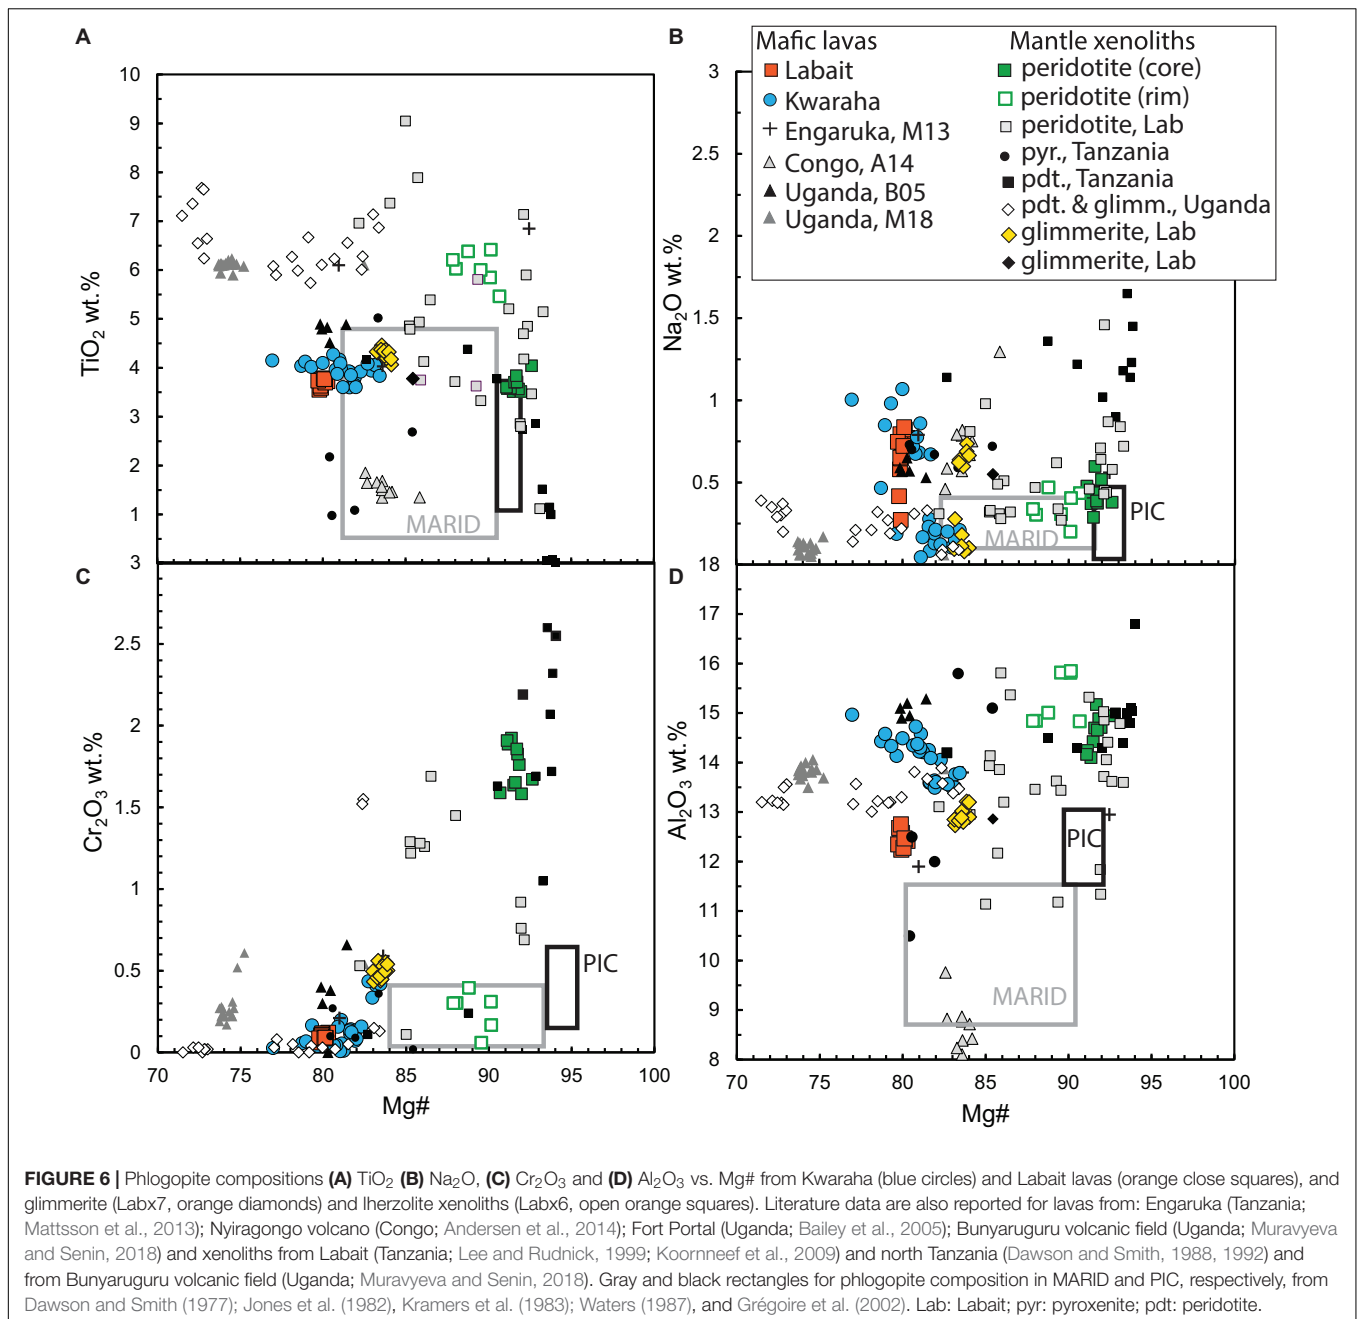 A
B
Mafic lavas
Labait
Kwaraha
Engaruka, M13
Congo, A14
Uganda, B05
Uganda, M18
Mantle xenoliths
peridotite (core)
peridotite (rim)
peridotite, Lab
pyr., Tanzania
pdt., Tanzania
pdt. & glimm., Uganda
glimmerite, Lab
glimmerite, Lab
10
9
8
7
6
5
4
3
2
1
TiO2 wt.%
MARID
3
2.5
2
1.5
1
0.5
Na2O wt.%
MARID
PIC
C
3
2.5
2
1.5
1
0.5
0
Cr2O3 wt.%
PIC
70 75 80 85 90 95 100
Mg#
D
18
17
16
15
14
13
12
11
10
9
8
Al2O3 wt.%
PIC
MARID
70 75 80 85 90 95 100
Mg#
FIGURE 6 | Phlogopite compositions (A) TiO2 (B) Na2O, (C) Cr2O3 and (D) Al2O3 vs. Mg# from Kwaraha (blue circles) and Labait lavas (orange close squares), and
glimmerite (Labx7, orange diamonds) and lherzolite xenoliths (Labx6, open orange squares). Literature data are also reported for lavas from: Engaruka (Tanzania;
Mattsson et al., 2013); Nyiragongo volcano (Congo; Andersen et al., 2014); Fort Portal (Uganda; Bailey et al., 2005); Bunyaruguru volcanic field (Uganda; Muravyeva
and Senin, 2018) and xenoliths from Labait (Tanzania; Lee and Rudnick, 1999; Koornneef et al., 2009) and north Tanzania (Dawson and Smith, 1988, 1992) and
from Bunyaruguru volcanic field (Uganda; Muravyeva and Senin, 2018). Gray and black rectangles for phlogopite composition in MARID and PIC, respectively, from
Dawson and Smith (1977); Jones et al. (1982), Kramers et al. (1983); Waters (1987), and Grégoire et al. (2002). Lab: Labait; pyr: pyroxenite; pdt: peridotite.